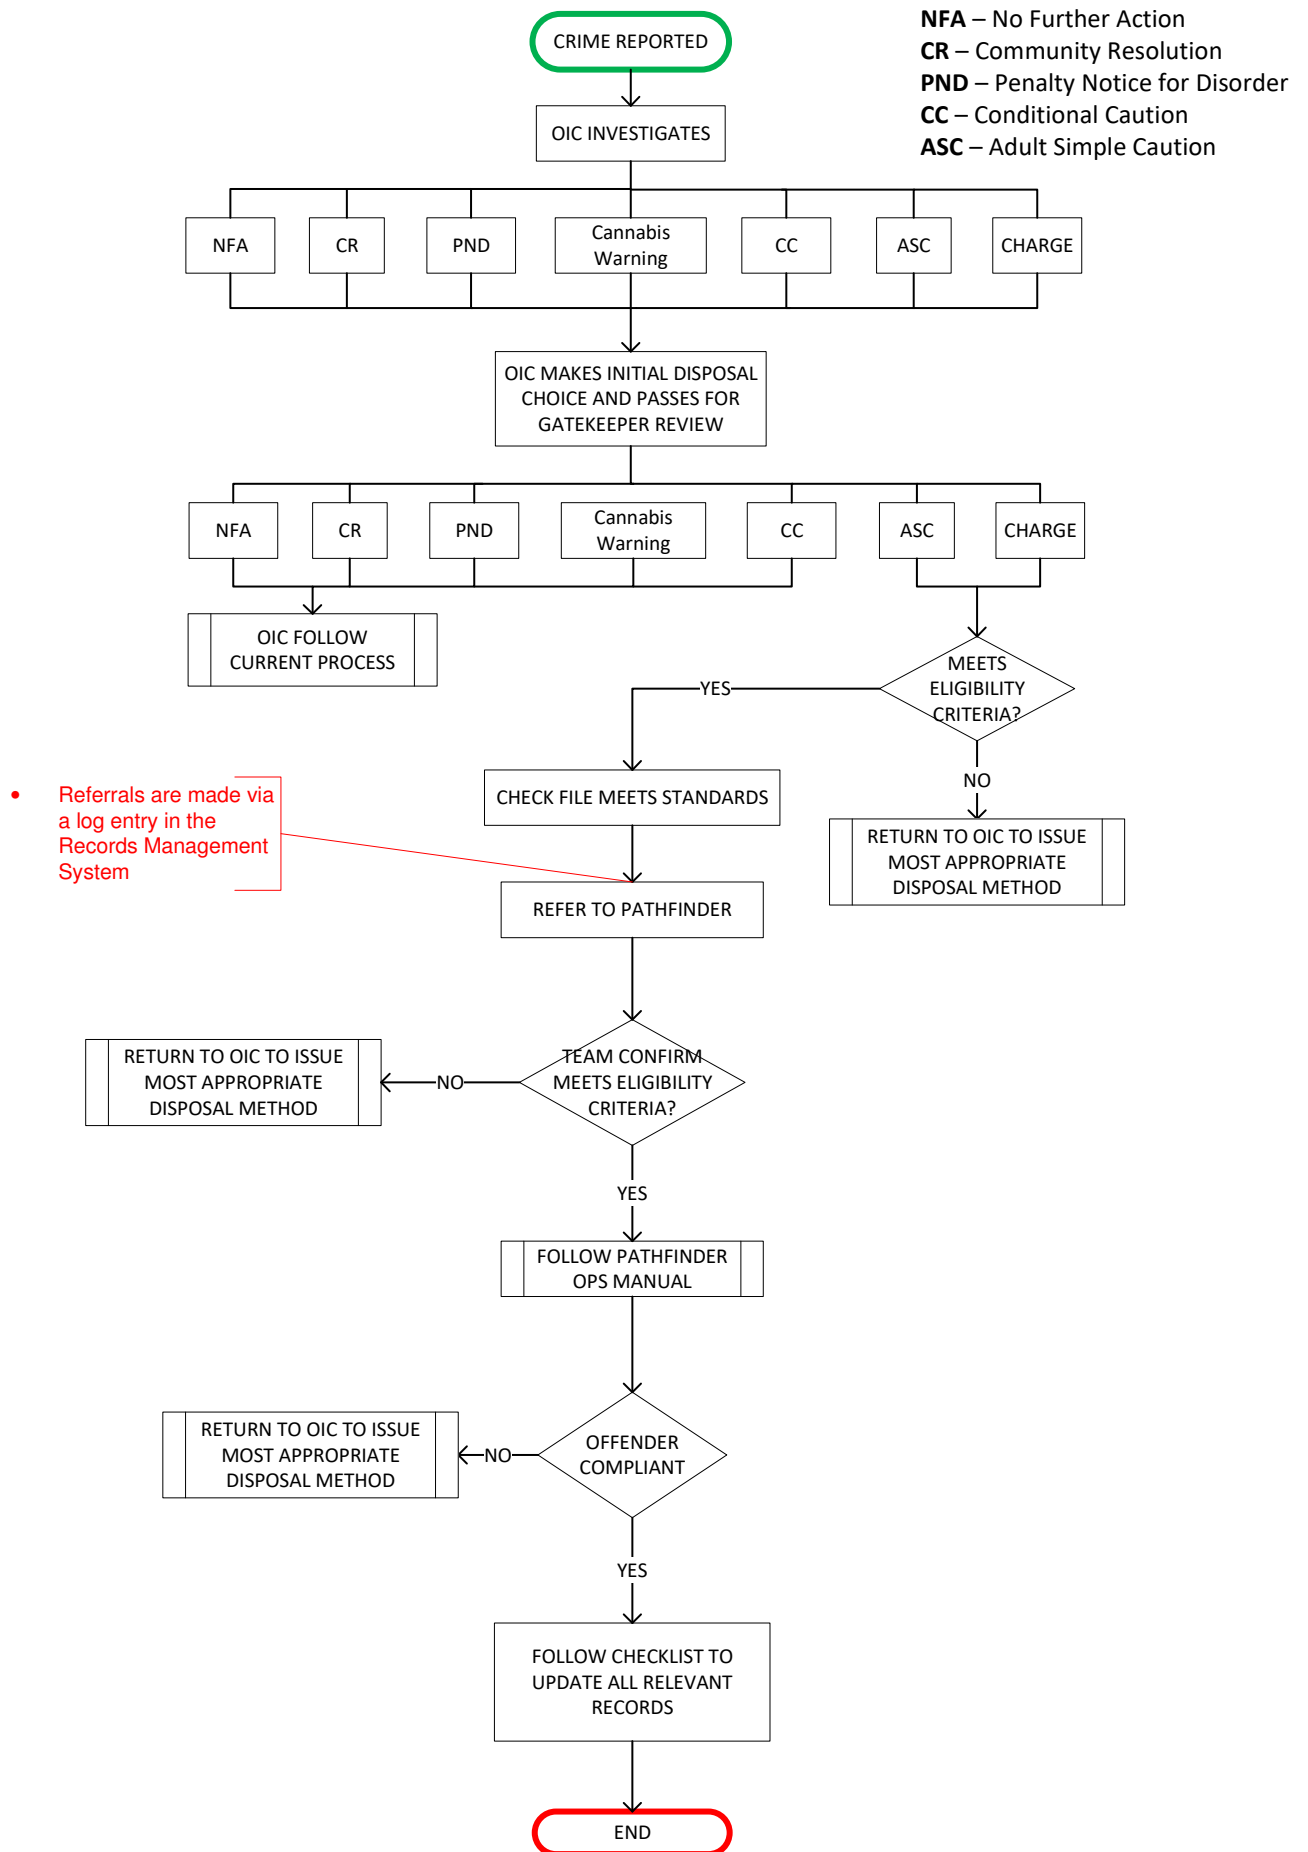 CRIME REPORTED
NFA – No Further Action
CR – Community Resolution
PND – Penalty Notice for Disorder
CC – Conditional Caution
ASC – Adult Simple Caution
OIC INVESTIGATES
NFA
CR
PND
Cannabis
Warning
CC
ASC
CHARGE
OIC MAKES INITIAL DISPOSAL
CHOICE AND PASSES FOR
GATEKEEPER REVIEW
NFA
CR
PND
Cannabis
Warning
CC
ASC
CHARGE
OIC FOLLOW
CURRENT PROCESS
MEETS
ELIGIBILITY
CRITERIA?
YES
NO
CHECK FILE MEETS STANDARDS
• Referrals are made via
a log entry in the
Records Management
System
RETURN TO OIC TO ISSUE
MOST APPROPRIATE
DISPOSAL METHOD
REFER TO PATHFINDER
TEAM CONFIRM
MEETS ELIGIBILITY
CRITERIA?
NO
RETURN TO OIC TO ISSUE
MOST APPROPRIATE
DISPOSAL METHOD
YES
FOLLOW PATHFINDER
OPS MANUAL
OFFENDER
COMPLIANT
NO
RETURN TO OIC TO ISSUE
MOST APPROPRIATE
DISPOSAL METHOD
YES
FOLLOW CHECKLIST TO
UPDATE ALL RELEVANT
RECORDS
END